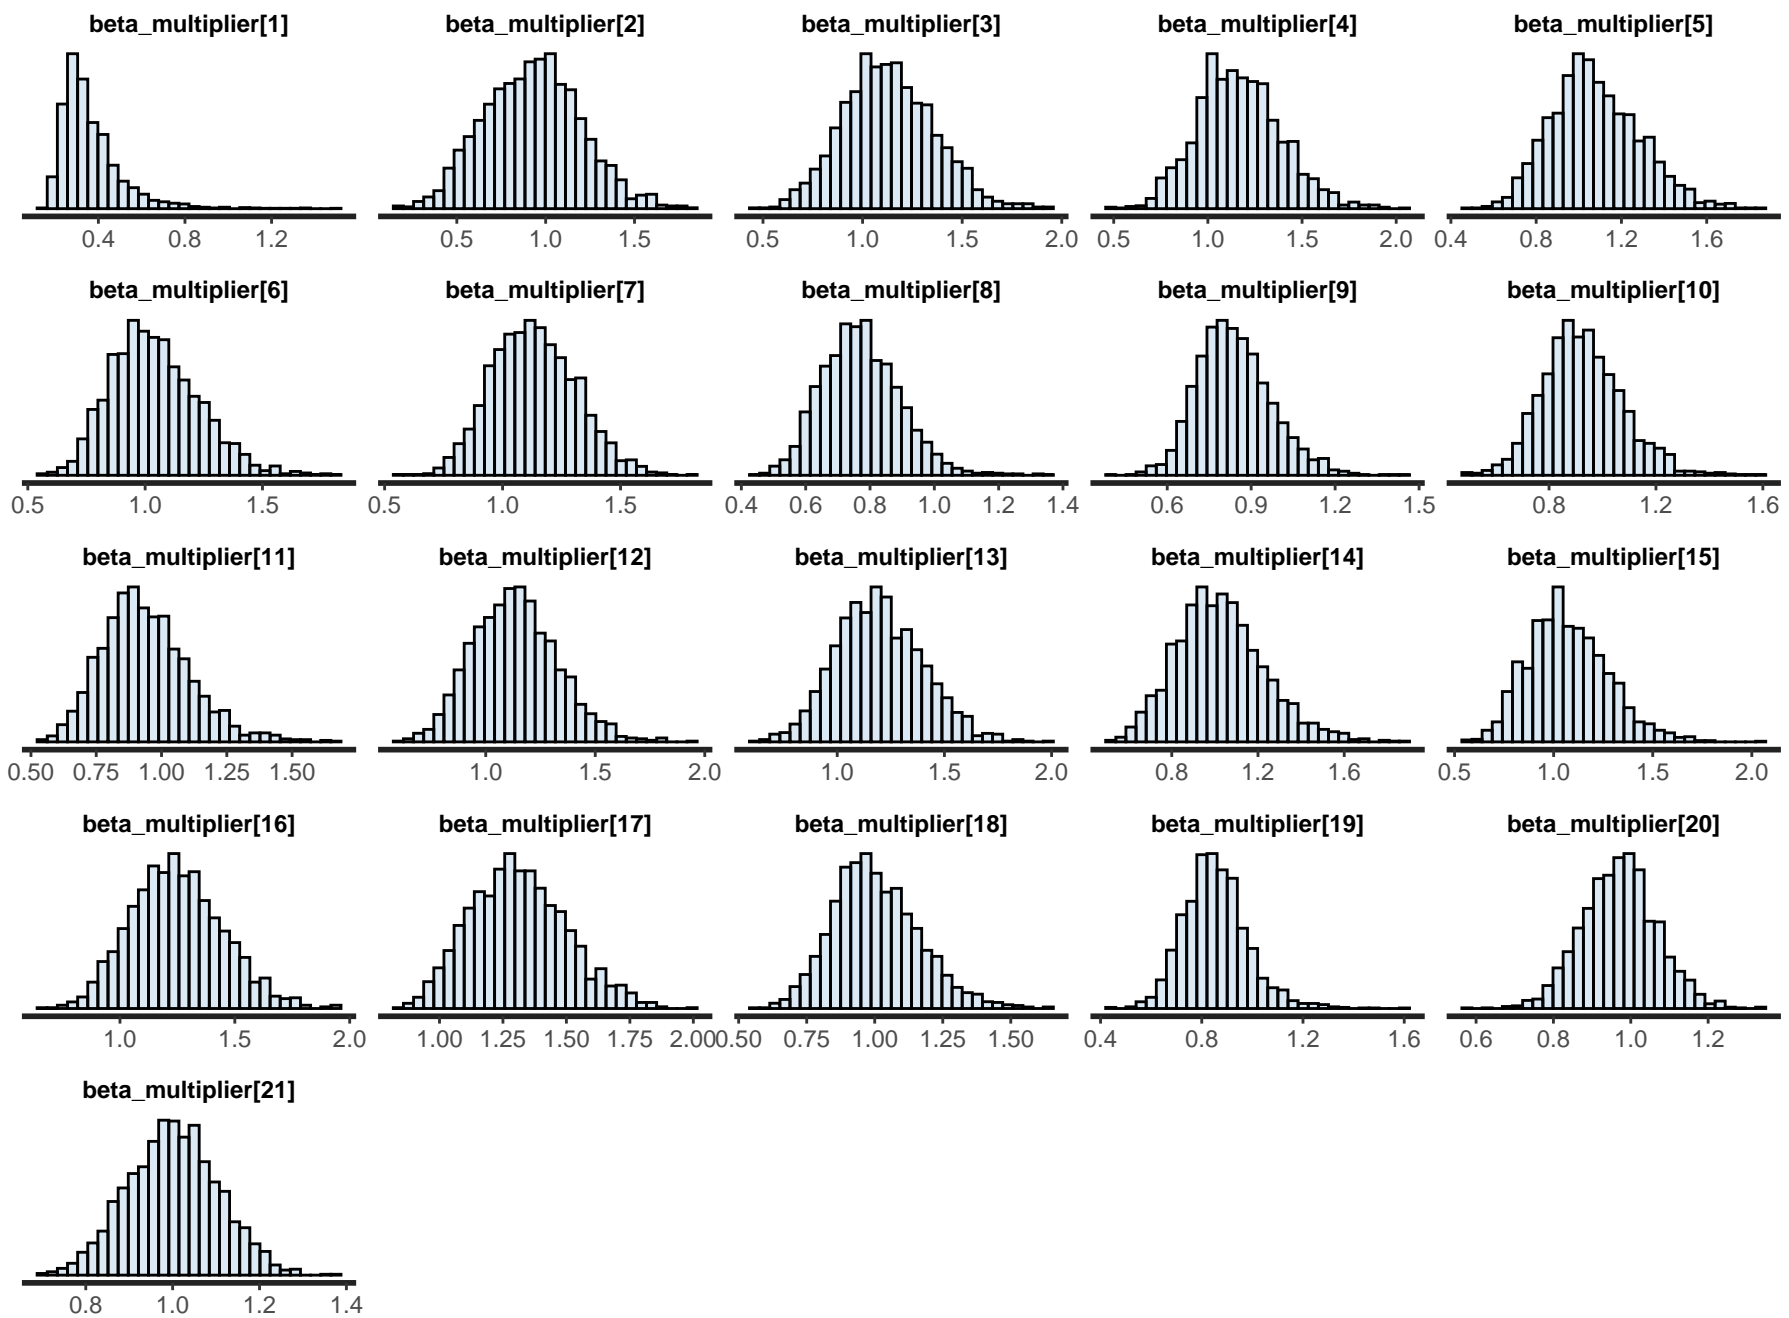 beta_multiplier[1] beta_multiplier[2] beta_multiplier[3] beta_multiplier[4] beta_multiplier[5]
0.4 0.8 1.2 0.5 1.0 1.5 0.5 1.0 1.5 2.0 0.5 1.0 1.5 2.0 0.4 0.8 1.2 1.6
beta_multiplier[6] beta_multiplier[7] beta_multiplier[8] beta_multiplier[9] beta_multiplier[10]
0.5 1.0 1.5 0.5 1.0 1.5 0.4 0.6 0.8 1.0 1.2 1.4 0.6 0.9 1.2 1.5 0.8 1.2 1.6
beta_multiplier[11] beta_multiplier[12] beta_multiplier[13] beta_multiplier[14] beta_multiplier[15]
0.50 0.75 1.00 1.25 1.50 1.0 1.5 2.0 1.0 1.5 2.0 0.8 1.2 1.6 0.5 1.0 1.5 2.0
beta_multiplier[16] beta_multiplier[17] beta_multiplier[18] beta_multiplier[19] beta_multiplier[20]
1.0 1.5 2.0 1.00 1.25 1.50 1.75 2.00 0.50 0.75 1.00 1.25 1.50 0.4 0.8 1.2 1.6 0.6 0.8 1.0 1.2
beta_multiplier[21]
0.8 1.0 1.2 1.4